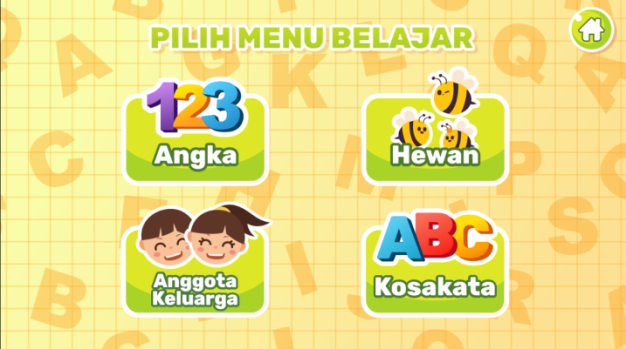 PILIH MENU BELAJAR
123
Angka
Hewan
Anggota
Keluarga
ABC
Kosakata